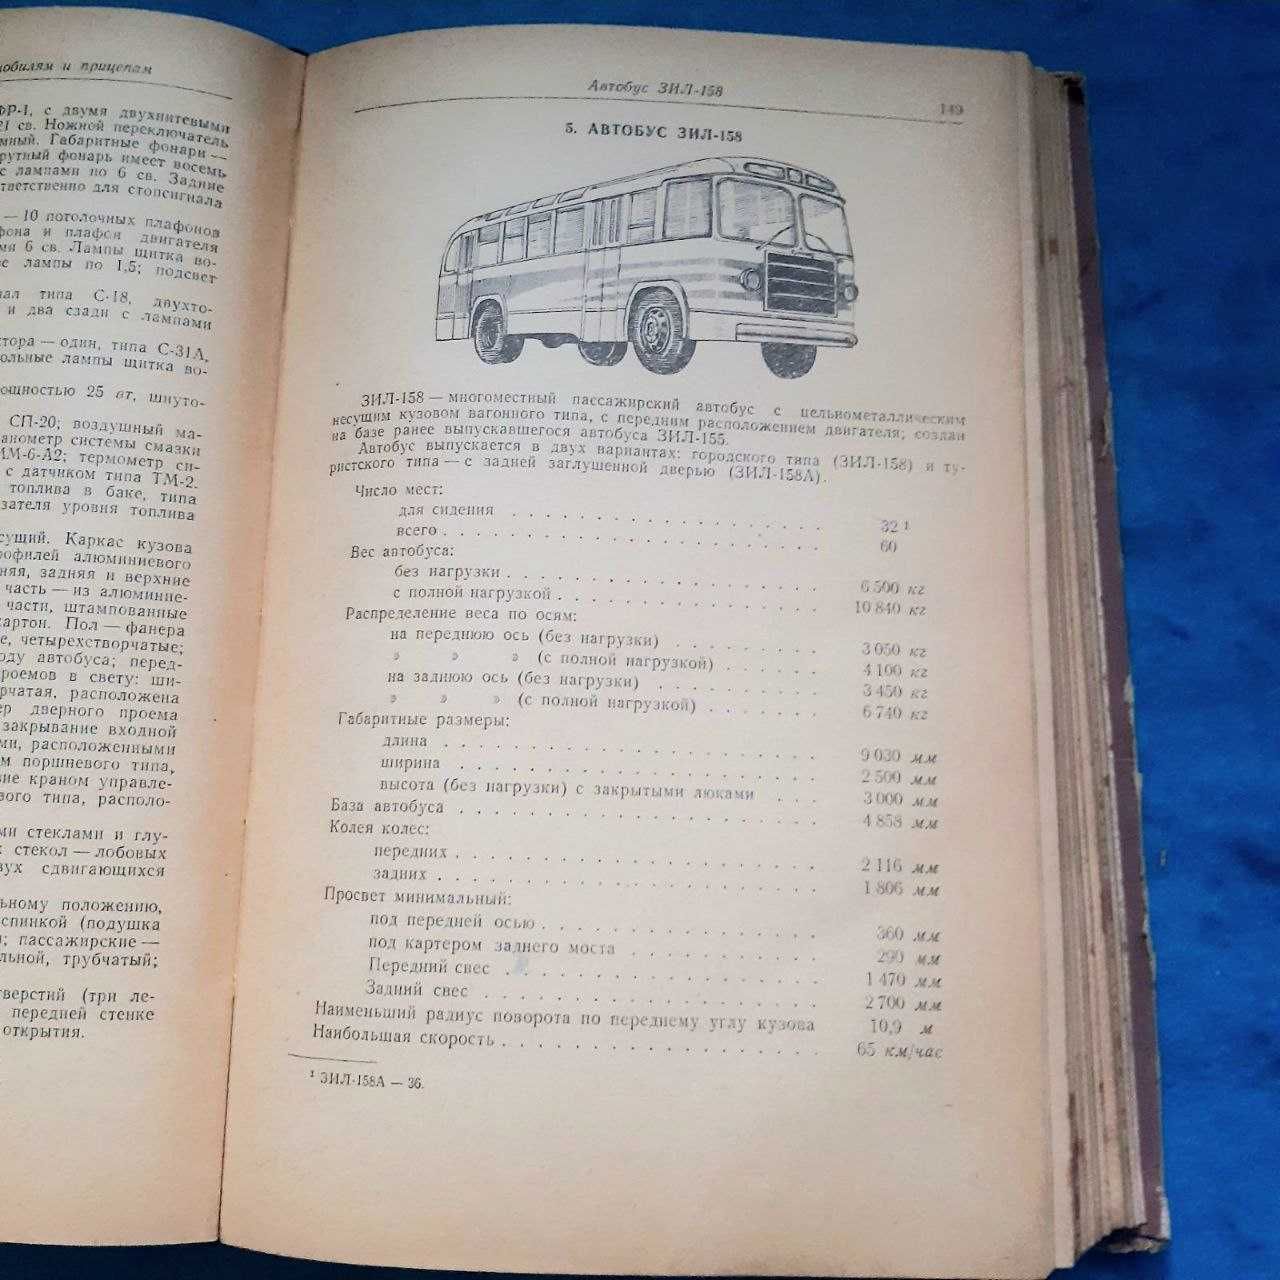 обилям и прицепам
ФР-1, с двумя двухнитевыми
21 св. Ножной переключатель
мный. Габаритные фонари —
рутный фонарь имеет восемь
с лампами по 6 св. Задние
тветственно для стопсигнала
— 10 потолочных плафонов
фона и плафон двигателя
ми 6 св. Лампы щитка во-
е лампы по 1,5; подсвет
нал типа С-18, двухто-
и два сзади с лампами
ктора — один, типа С-31А,
ольные лампы щитка во-
ощностью 25 вт, шнуто-
СП-20; воздушный ма-
анометр системы смазки
ИМ-6-А2; термометр си-
с датчиком типа ТМ-2.
топлива в баке, типа
зателя уровня топлива
сущий. Каркас кузова
рофилей алюминиевого
няя, задняя и верхние
часть — из алюминие-
части, штампованные
картон. Пол — фанера
е, четырехстворчатые;
оду автобуса; перед-
роемов в свету: ши-
рчатая, расположена
ер дверного проема
закрывание входной
ми, расположенными
м поршневого типа,
вие краном управле-
вого типа, располо-
ми стеклами и глу-
х стекол — лобовых
вух сдвигающихся
ьному положению,
спинкой (подушка
; пассажирские —
льной, трубчатый;
тверстий (три ле-
передней стенке
открытия.
Автобус ЗИЛ-158
149
5. АВТОБУС ЗИЛ-158
ЗИЛ-158 — многоместный пассажирский автобус с цельнометаллическим
несущим кузовом вагонного типа, с передним расположением двигателя; создан
на базе ранее выпускавшегося автобуса ЗИЛ-155.
Автобус выпускается в двух вариантах: городского типа (ЗИЛ-158) и ту-
ристского типа — с задней заглушенной дверью (ЗИЛ-158А).
Число мест:
для сидения . . . . . . . . . . . . . . . . . . 32 ¹
всего . . . . . . . . . . . . . . . . . . . . 60
Вес автобуса:
без нагрузки . . . . . . . . . . . . . . . . . 6 500 кг
с полной нагрузкой . . . . . . . . . . . . . . 10 840 кг
Распределение веса по осям:
на переднюю ось (без нагрузки) . . . . . . . . . 3 050 кг
» » » (с полной нагрузкой) . . . . . 4 100 кг
на заднюю ось (без нагрузки) . . . . . . . . . 3 450 кг
» » » (с полной нагрузкой) . . . . . . 6 740 кг
Габаритные размеры:
длина . . . . . . . . . . . . . . . . . . . . 9 030 мм
ширина . . . . . . . . . . . . . . . . . . . 2 500 мм
высота (без нагрузки) с закрытыми люками . . . 3 000 мм
База автобуса . . . . . . . . . . . . . . . . . . . 4 858 мм
Колея колес:
передних . . . . . . . . . . . . . . . . . . . 2 116 мм
задних . . . . . . . . . . . . . . . . . . . . 1 806 мм
Просвет минимальный:
под передней осью . . . . . . . . . . . . . . . 360 мм
под картером заднего моста . . . . . . . . . . 290 мм
Передний свес . . . . . . . . . . . . . . . . 1 470 мм
Задний свес . . . . . . . . . . . . . . . . . 2 700 мм
Наименьший радиус поворота по переднему углу кузова 10,9 м
Наибольшая скорость . . . . . . . . . . . . . . . . . 65 км/час
¹ ЗИЛ-158А — 36.